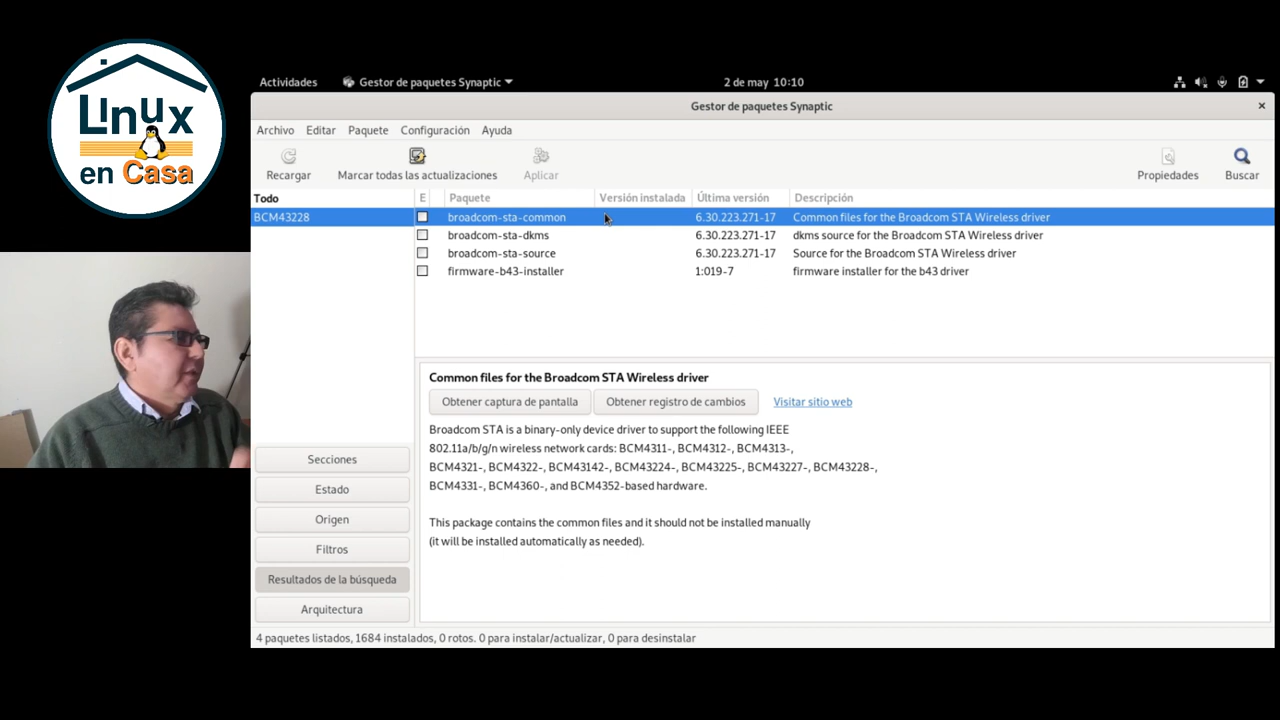 Linux
en Casa
Actividades
Gestor de paquetes Synaptic
2 de may 10:10
Gestor de paquetes Synaptic
×
Archivo Editar Paquete Configuración Ayuda
Recargar Marcar todas las actualizaciones Aplicar Propiedades Buscar
Todo
BCM43228
E Paquete Versión instalada Última versión Descripción
broadcom-sta-common 6.30.223.271-17 Common files for the Broadcom STA Wireless driver
broadcom-sta-dkms 6.30.223.271-17 dkms source for the Broadcom STA Wireless driver
broadcom-sta-source 6.30.223.271-17 Source for the Broadcom STA Wireless driver
firmware-b43-installer 1:019-7 firmware installer for the b43 driver
Common files for the Broadcom STA Wireless driver
Obtener captura de pantalla Obtener registro de cambios Visitar sitio web
Broadcom STA is a binary-only device driver to support the following IEEE
802.11a/b/g/n wireless network cards: BCM4311-, BCM4312-, BCM4313-,
BCM4321-, BCM4322-, BCM43142-, BCM43224-, BCM43225-, BCM43227-, BCM43228-,
BCM4331-, BCM4360-, and BCM4352-based hardware.
This package contains the common files and it should not be installed manually
(it will be installed automatically as needed).
Secciones
Estado
Origen
Filtros
Resultados de la búsqueda
Arquitectura
4 paquetes listados, 1684 instalados, 0 rotos. 0 para instalar/actualizar, 0 para desinstalar